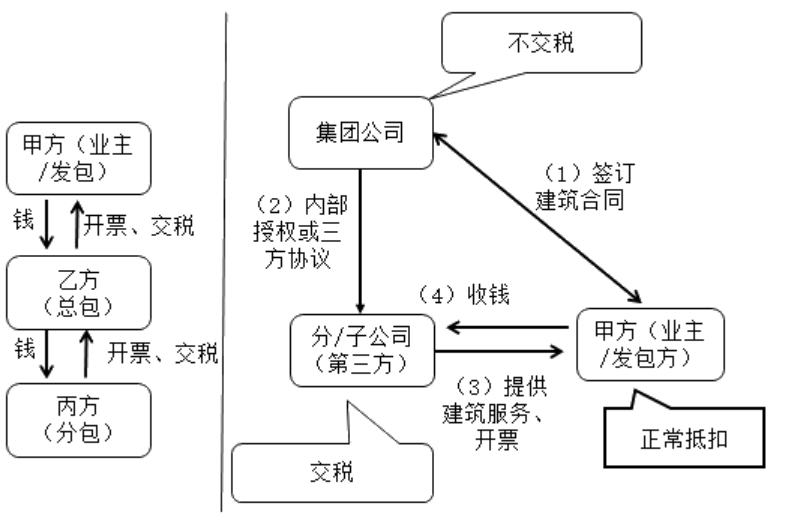 甲方（业主
/发包）
钱
开票、交税
乙方
（总包）
钱
开票、交税
丙方
（分包）
不交税
集团公司
（1）签订
建筑合同
（2）内部
授权或三
方协议
（4）收钱
分/子公司
（第三方）
甲方（业主
/发包方）
（3）提供
建筑服务、
开票
正常抵扣
交税